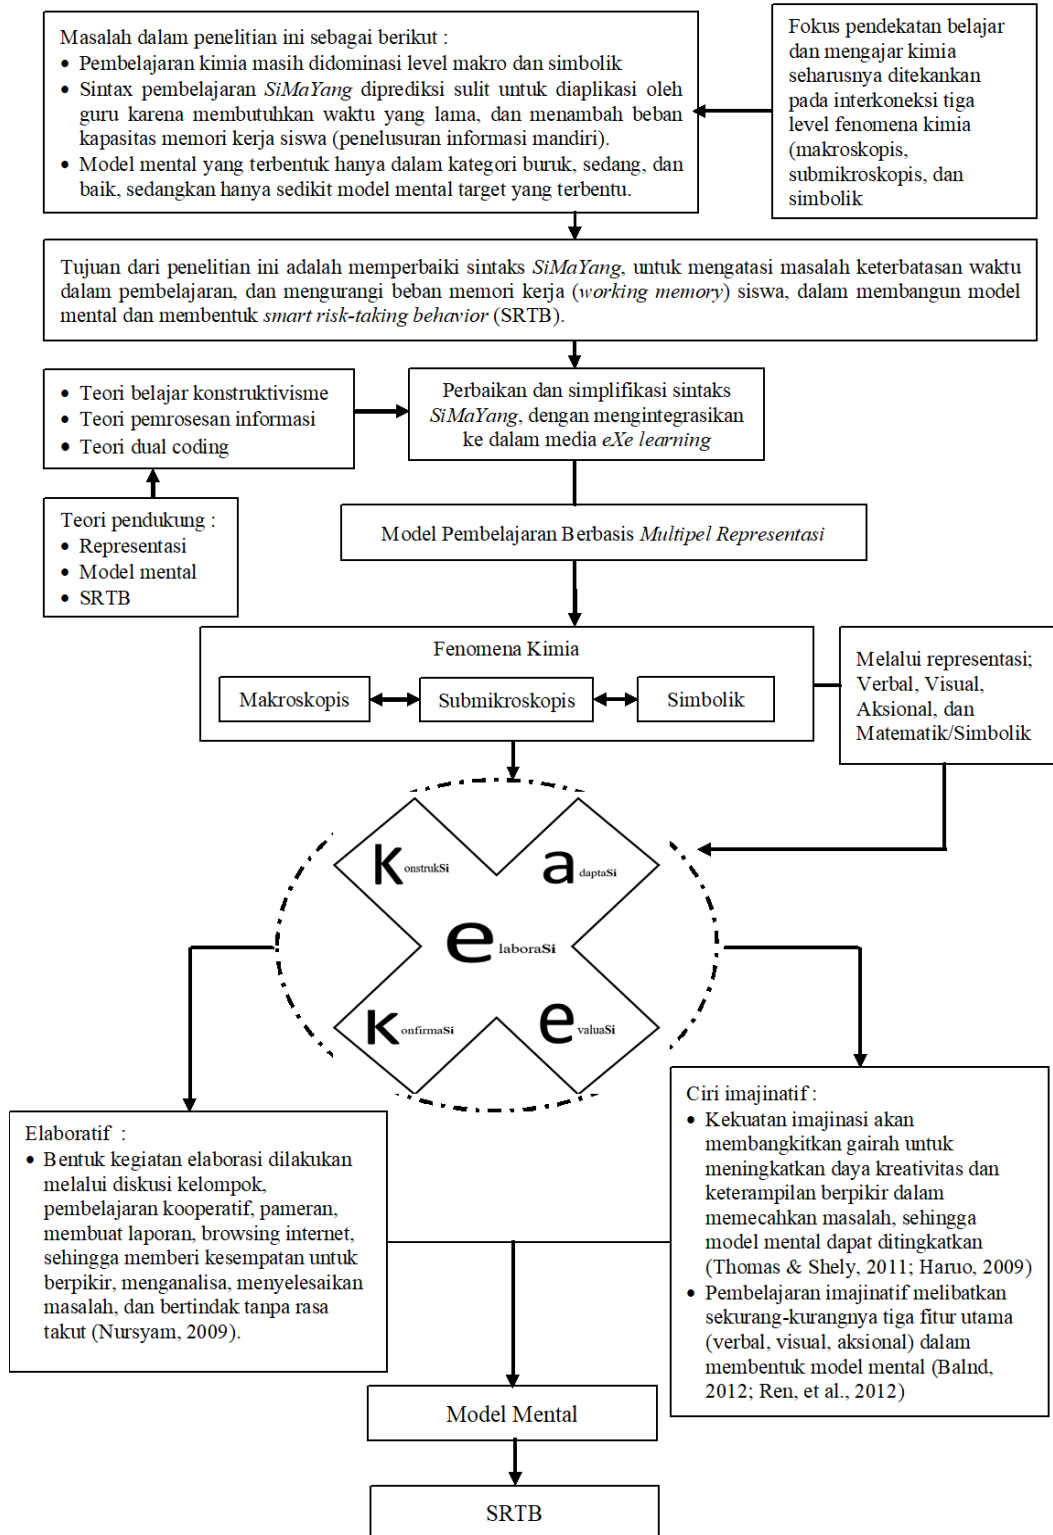 Masalah dalam penelitian ini sebagai berikut :
• Pembelajaran kimia masih didominasi level makro dan simbolik
• Sintax pembelajaran SiMaYang diprediksi sulit untuk diaplikasi oleh
guru karena membutuhkan waktu yang lama, dan menambah beban
kapasitas memori kerja siswa (penelusuran informasi mandiri).
• Model mental yang terbentuk hanya dalam kategori buruk, sedang, dan
baik, sedangkan hanya sedikit model mental target yang terbentu.
Fokus pendekatan belajar
dan mengajar kimia
seharusnya ditekankan
pada interkoneksi tiga
level fenomena kimia
(makroskopis,
submikroskopis, dan
simbolik
Tujuan dari penelitian ini adalah memperbaiki sintaks SiMaYang, untuk mengatasi masalah keterbatasan waktu
dalam pembelajaran, dan mengurangi beban memori kerja (working memory) siswa, dalam membangun model
mental dan membentuk smart risk-taking behavior (SRTB).
• Teori belajar konstruktivisme
• Teori pemrosesan informasi
• Teori dual coding
Perbaikan dan simplifikasi sintaks
SiMaYang, dengan mengintegrasikan
ke dalam media eXe learning
Teori pendukung :
• Representasi
• Model mental
• SRTB
Model Pembelajaran Berbasis Multipel Representasi
Fenomena Kimia
Makroskopis
Submikroskopis
Simbolik
Melalui representasi;
Verbal, Visual,
Aksional, dan
Matematik/Simbolik
KonstrukSi
adaptaSi
elaboraSi
KonfirmaSi
evaluaSi
Elaboratif :
• Bentuk kegiatan elaborasi dilakukan
melalui diskusi kelompok,
pembelajaran kooperatif, pameran,
membuat laporan, browsing internet,
sehingga memberi kesempatan untuk
berpikir, menganalisa, menyelesaikan
masalah, dan bertindak tanpa rasa
takut (Nursyam, 2009).
Ciri imajinatif :
• Kekuatan imajinasi akan
membangkitkan gairah untuk
meningkatkan daya kreativitas dan
keterampilan berpikir dalam
memecahkan masalah, sehingga
model mental dapat ditingkatkan
(Thomas & Shely, 2011; Haruo, 2009)
• Pembelajaran imajinatif melibatkan
sekurang-kurangnya tiga fitur utama
(verbal, visual, aksional) dalam
membentuk model mental (Balnd,
2012; Ren, et al., 2012)
Model Mental
SRTB